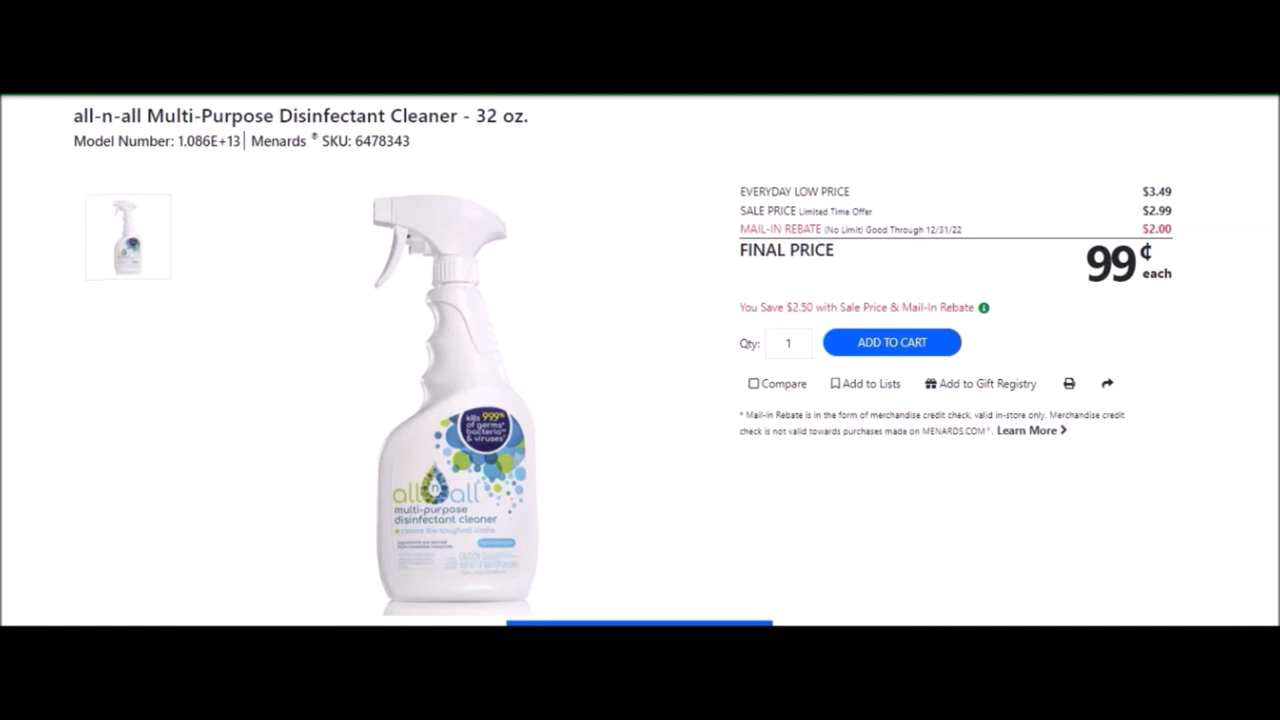 all-n-all Multi-Purpose Disinfectant Cleaner - 32 oz.
Model Number: 1.086E+13 | Menards ® SKU: 6478343
EVERYDAY LOW PRICE $3.49
SALE PRICE Limited Time Offer $2.99
MAIL-IN REBATE (No Limit) Good Through 12/31/22 $2.00
FINAL PRICE 99¢ each
You Save $2.50 with Sale Price & Mail-In Rebate
Qty: 1 ADD TO CART
Compare Add to Lists Add to Gift Registry
* Mail-in Rebate is in the form of merchandise credit check, valid in-store only. Merchandise credit
check is not valid towards purchases made on MENARDS.COM®. Learn More
kills 99.9%
of germs*
bacteria**
& viruses*
all n all
multi-purpose
disinfectant cleaner